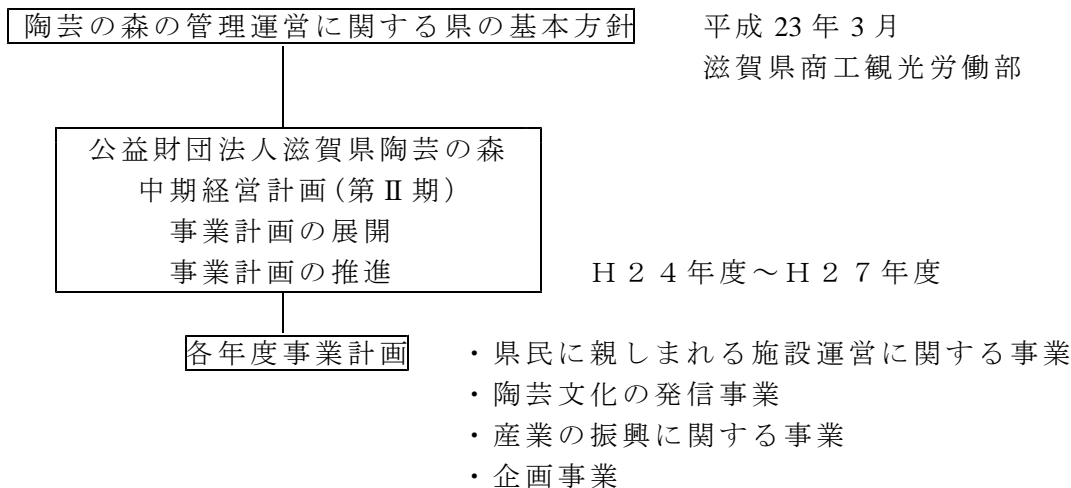 陶芸の森の管理運営に関する県の基本方針 平成 23 年 3 月
滋賀県商工観光労働部
公益財団法人滋賀県陶芸の森
中期経営計画(第Ⅱ期)
事業計画の展開
事業計画の推進 H24年度～H27年度
各年度事業計画 ・県民に親しまれる施設運営に関する事業
・陶芸文化の発信事業
・産業の振興に関する事業
・企画事業